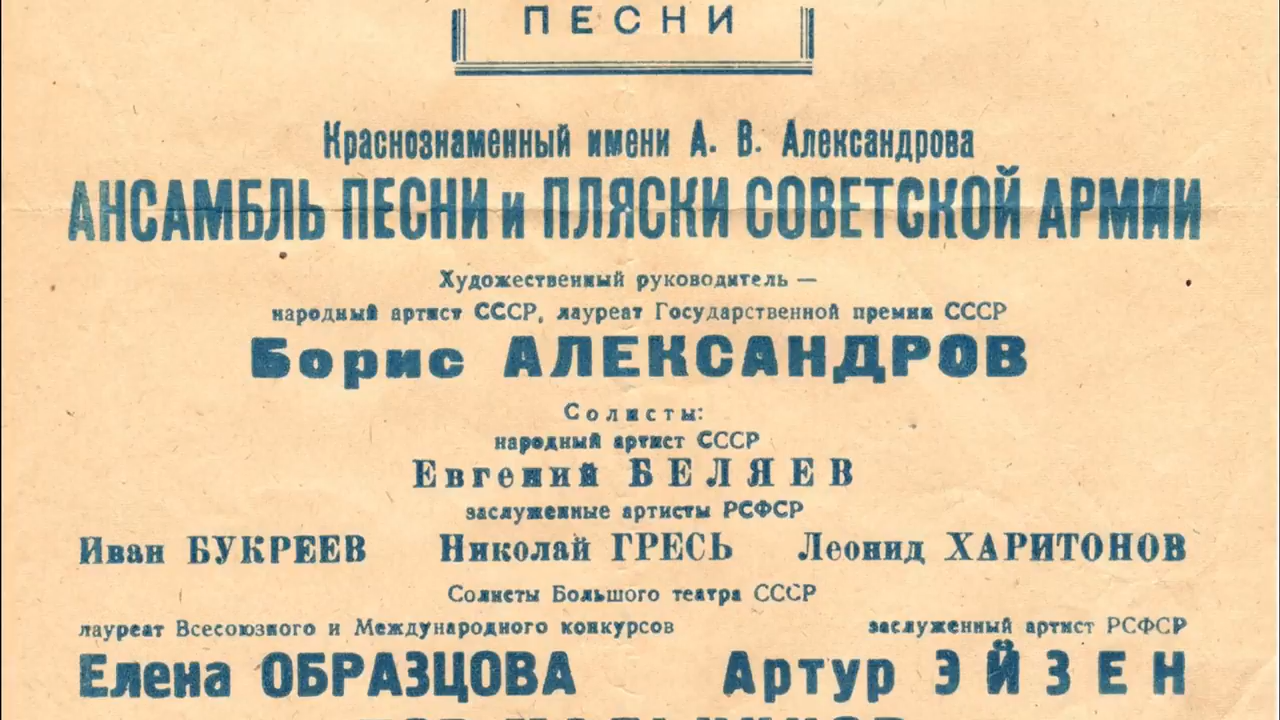 ПЕСНИ
Краснознаменный имени А. В. Александрова
АНСАМБЛЬ ПЕСНИ и ПЛЯСКИ СОВЕТСКОЙ АРМИИ
Художественный руководитель —
народный артист СССР, лауреат Государственной премии СССР
Борис АЛЕКСАНДРОВ
Солисты:
народный артист СССР
Евгений БЕЛЯЕВ
заслуженные артисты РСФСР
Иван БУКРЕЕВ Николай ГРЕСЬ Леонид ХАРИТОНОВ
Солисты Большого театра СССР
лауреат Всесоюзного и Международного конкурсов заслуженный артист РСФСР
Елена ОБРАЗЦОВА Артур ЭЙЗЕН